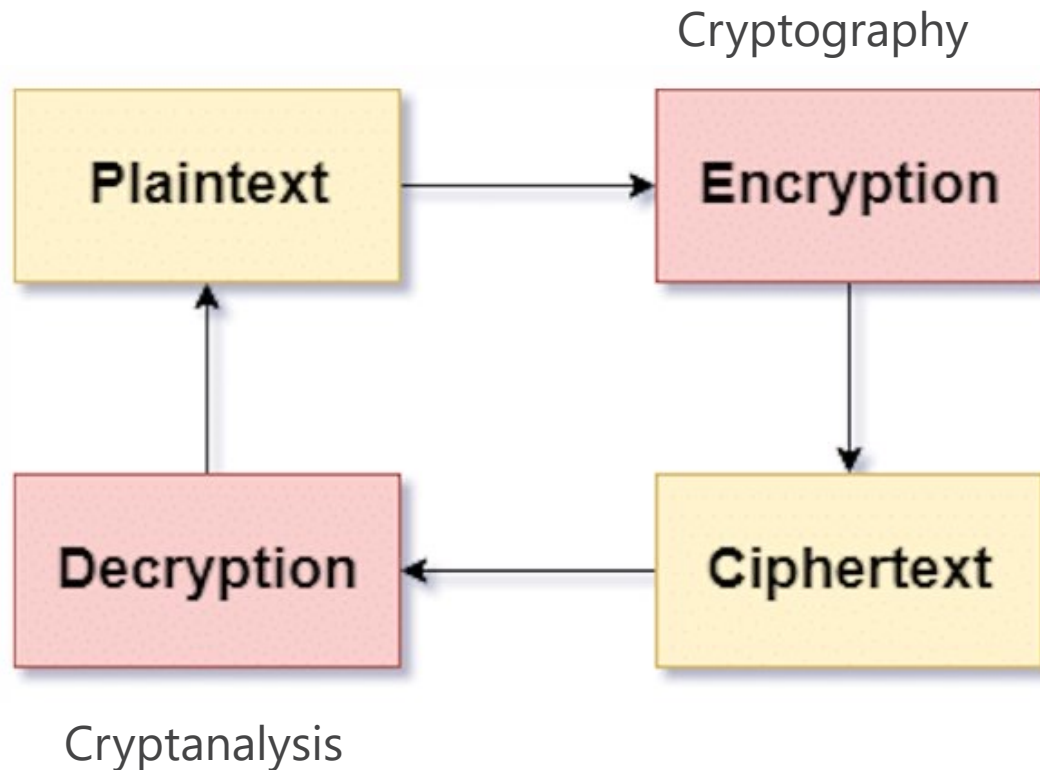 Cryptography
Plaintext
Encryption
Decryption
Ciphertext
Cryptanalysis